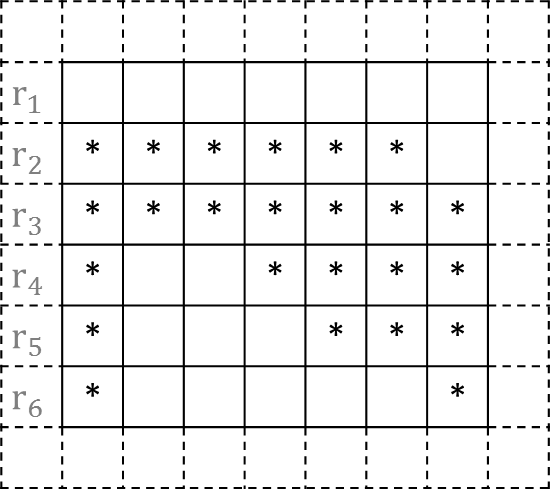 r₁
r₂ * * * * * *
r₃ * * * * * * *
r₄ * * * * *
r₅ * * * *
r₆ * *